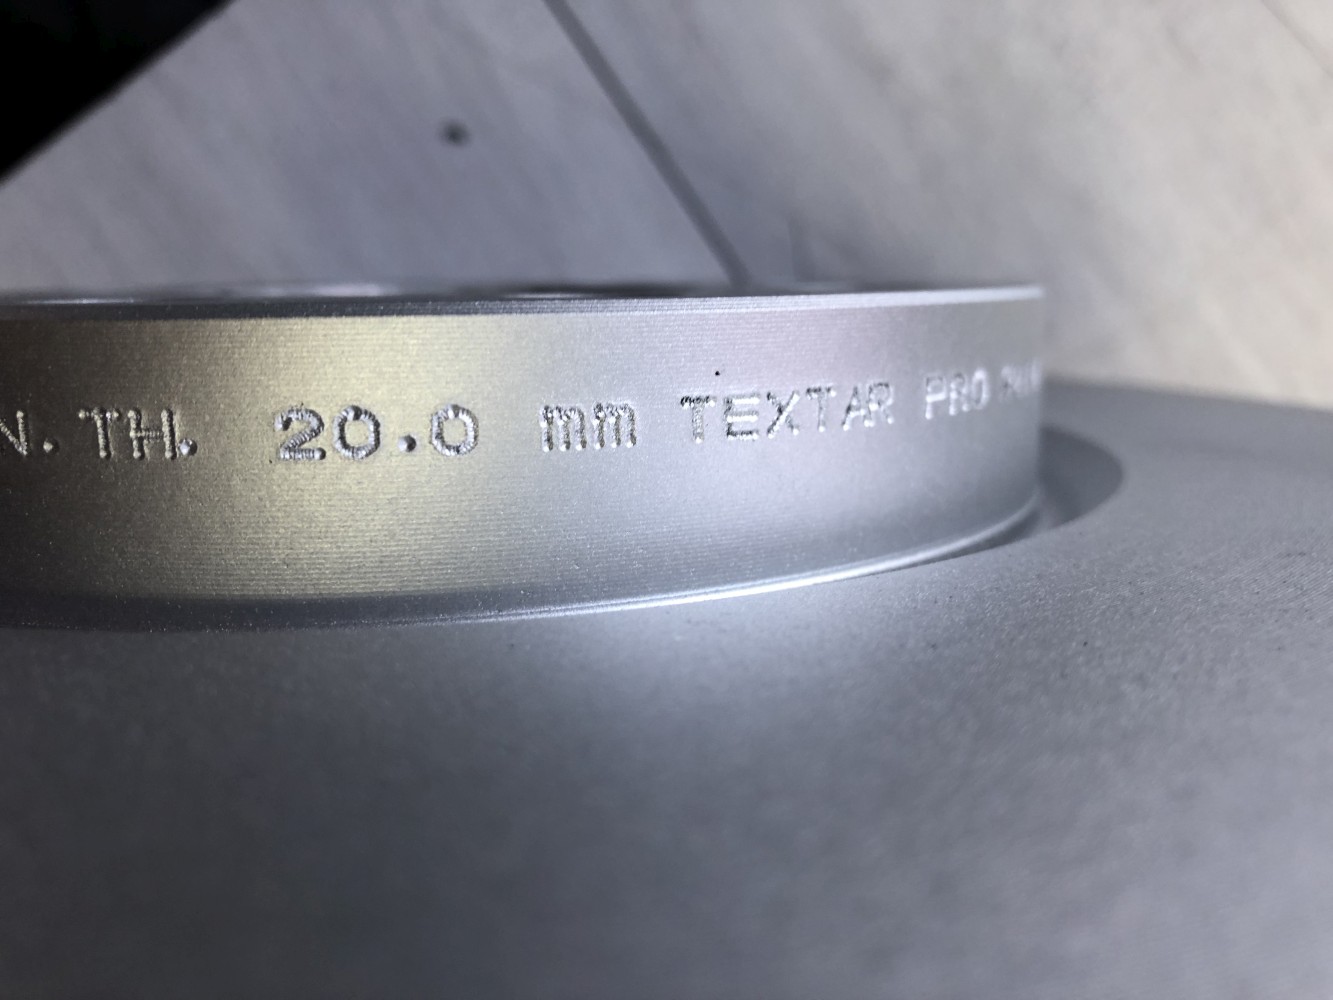 N. TH. 20.0 mm TEXTAR PRO